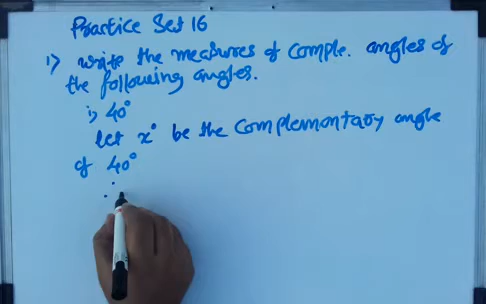 Practice Set 16
1) Write the measures of comple. angles of
the following angles.
i) 40°
let x° be the complemontary angle
of 40°
∴